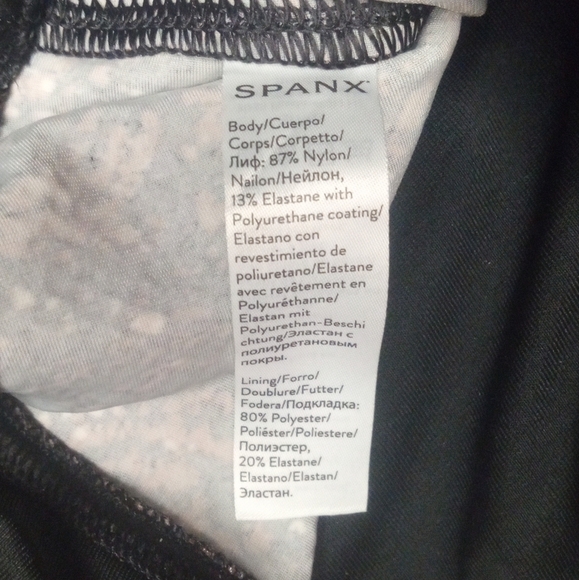 SPANX
Body/Cuerpo/
Corps/Corpetto/
Лиф: 87% Nylon/
Nailon/Нейлон,
13% Elastane with
Polyurethane coating/
Elastano con
revestimiento de
poliuretano/Elastane
avec revêtement en
Polyuréthanne/
Elastan mit
Polyurethan-Beschi
chtung/Эластан с
полиуретановым
покры.
Lining/Forro/
Doublure/Futter/
Fodera/Подкладка:
80% Polyester/
Poliéster/Poliestere/
Полиэстер,
20% Elastane/
Elastano/Elastan/
Эластан.